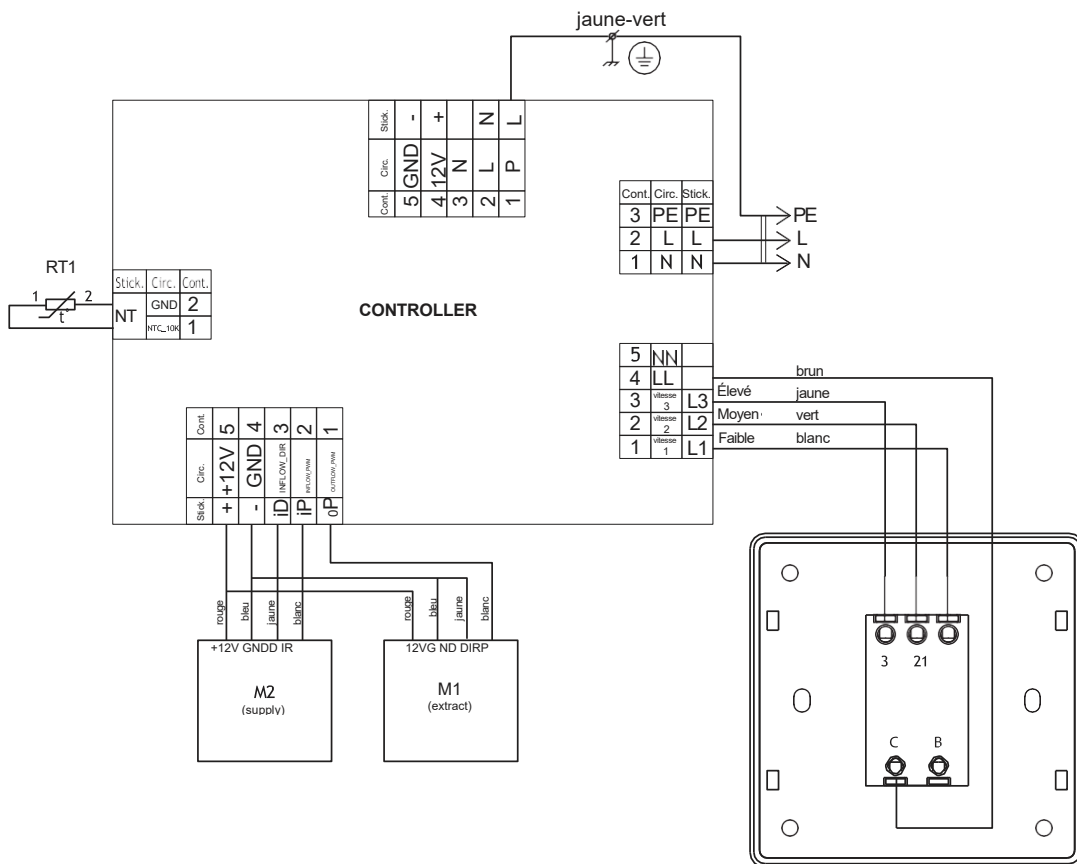 jaune-vert
Stick. - + N L
Circ. GND 12V N L P
Cont. 5 4 3 2 1
Cont. Circ. Stick.
3 PE PE
2 L L
1 N N
PE
L
N
RT1
1 2
t°
Stick. Circ. Cont.
NT GND 2
NTC_10K 1
CONTROLLER
5 NN
4 LL
3 vitesse 3 L3
2 vitesse 2 L2
1 vitesse 1 L1
brun
Élevé jaune
Moyen vert
Faible blanc
Cont. 5 4 3 2 1
Circ. +12V GND INFLOW_DIR INFLOW_PWM OUTFLOW_PWM
Stick. + - iD iP 0P
rouge bleu jaune blanc
rouge bleu jaune blanc
+12V GNDD IR
M2
(supply)
12VG ND DIRP
M1
(extract)
3 21
C B